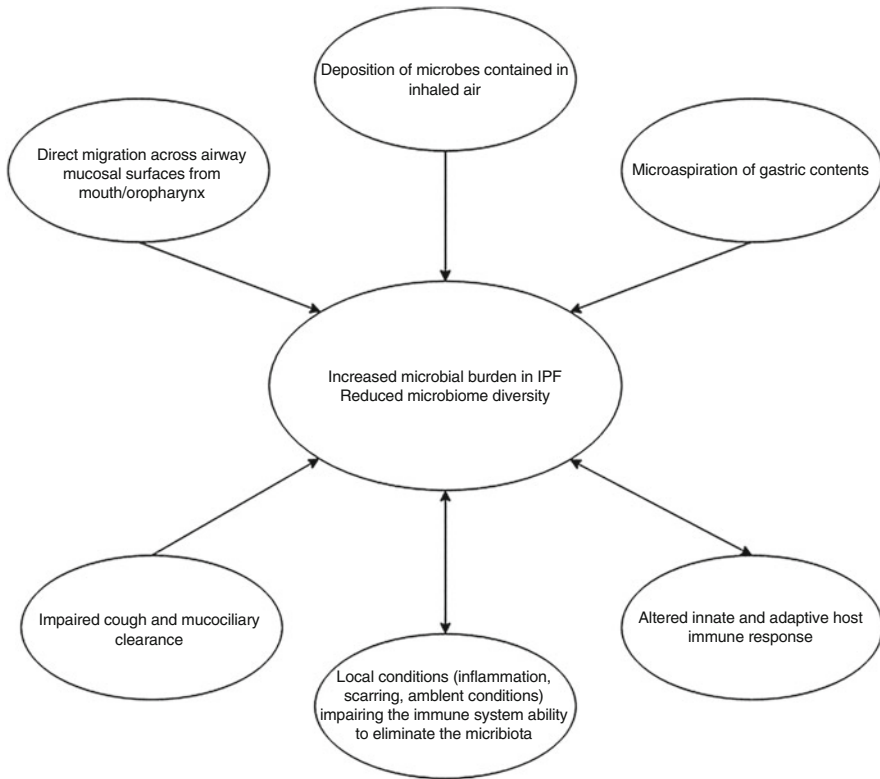 Deposition of microbes contained in
inhaled air
Direct migration across airway
mucosal surfaces from
mouth/oropharynx
Microaspiration of gastric contents
Increased microbial burden in IPF
Reduced microbiome diversity
Impaired cough and mucociliary
clearance
Local conditions (inflammation,
scarring, amblent conditions)
impairing the immune system ability
to eliminate the micribiota
Altered innate and adaptive host
immune response